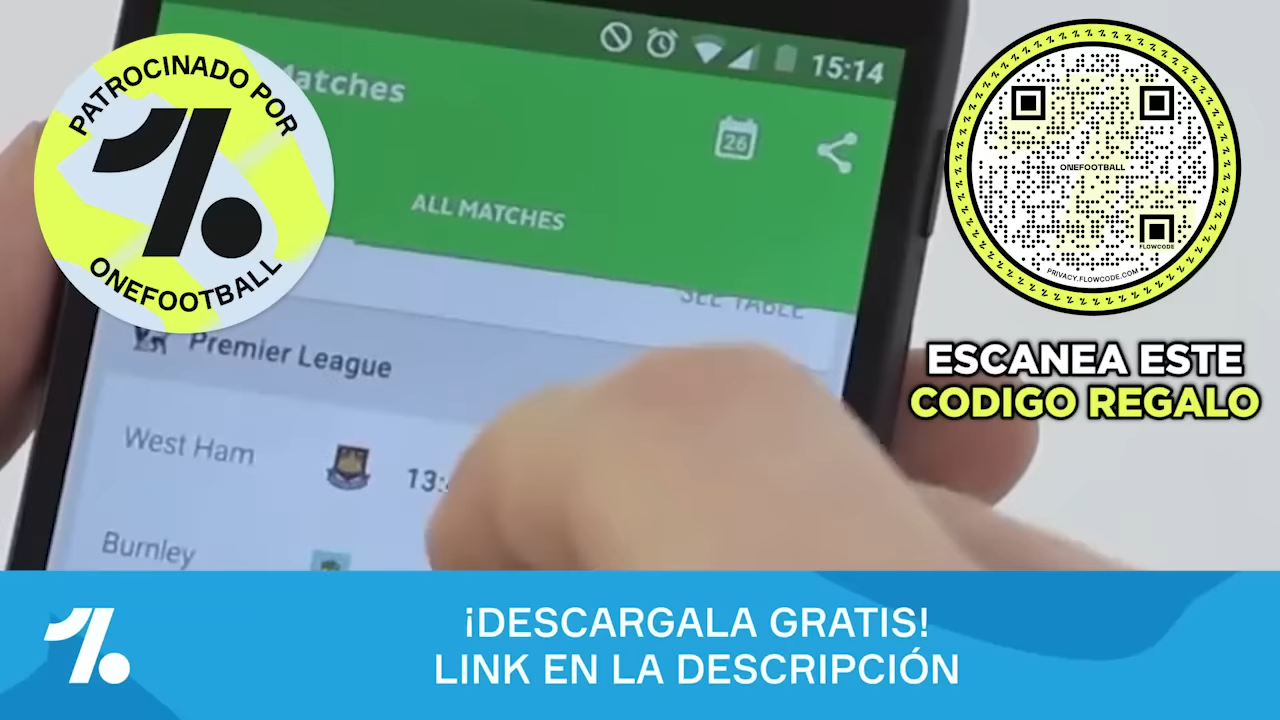 PATROCINADO POR
ONEFOOTBALL
Matches
15:14
26
ALL MATCHES
SEE TABLE
Premier League
West Ham
13:
Burnley
ONEFOOTBALL
FLOWCODE
PRIVACY.FLOWCODE.COM
ESCANEA ESTE
CODIGO REGALO
¡DESCARGALA GRATIS!
LINK EN LA DESCRIPCIÓN